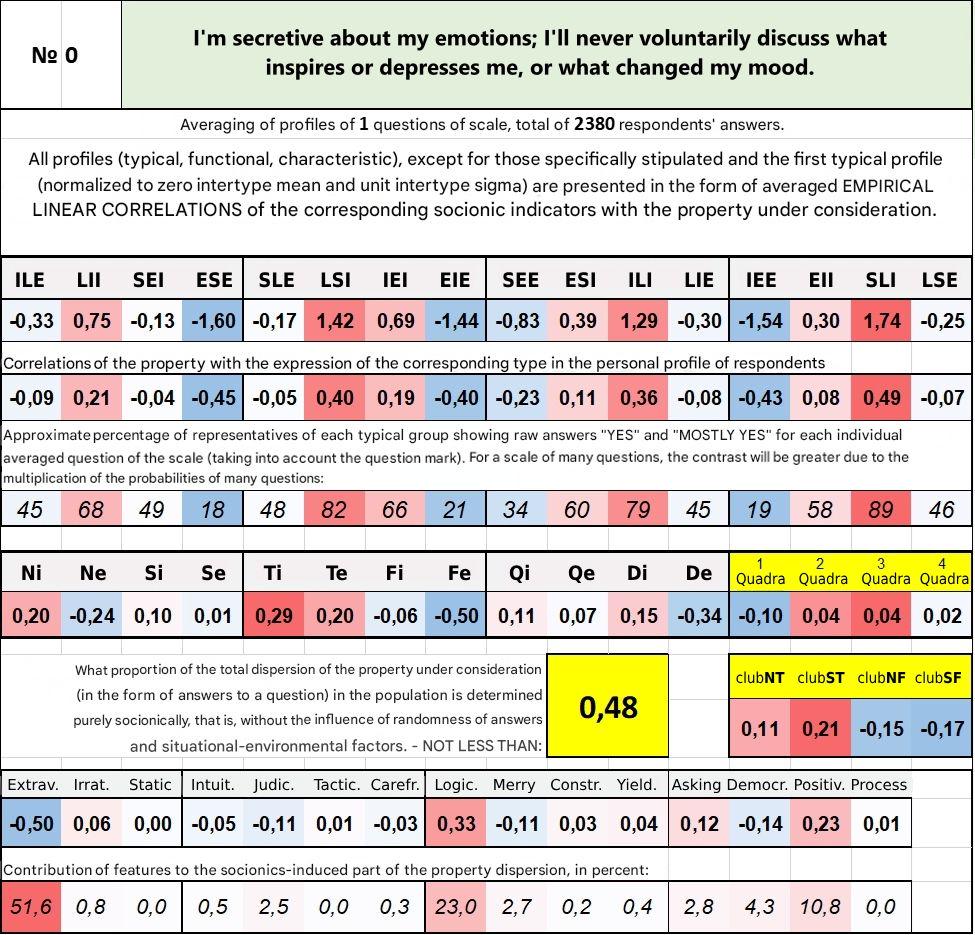 № 0
I'm secretive about my emotions; I'll never voluntarily discuss what
inspires or depresses me, or what changed my mood.
Averaging of profiles of 1 questions of scale, total of 2380 respondents' answers.
All profiles (typical, functional, characteristic), except for those specifically stipulated and the first typical profile
(normalized to zero intertype mean and unit intertype sigma) are presented in the form of averaged EMPIRICAL
LINEAR CORRELATIONS of the corresponding socionic indicators with the property under consideration.
ILE LII SEI ESE SLE LSI IEI EIE SEE ESI ILI LIE IEE EII SLI LSE
-0,33 0,75 -0,13 -1,60 -0,17 1,42 0,69 -1,44 -0,83 0,39 1,29 -0,30 -1,54 0,30 1,74 -0,25
Correlations of the property with the expression of the corresponding type in the personal profile of respondents
-0,09 0,21 -0,04 -0,45 -0,05 0,40 0,19 -0,40 -0,23 0,11 0,36 -0,08 -0,43 0,08 0,49 -0,07
Approximate percentage of representatives of each typical group showing raw answers "YES" and "MOSTLY YES" for each individual
averaged question of the scale (taking into account the question mark). For a scale of many questions, the contrast will be greater due to the
multiplication of the probabilities of many questions:
45 68 49 18 48 82 66 21 34 60 79 45 19 58 89 46
Ni Ne Si Se Ti Te Fi Fe Qi Qe Di De 1 Quadra 2 Quadra 3 Quadra 4 Quadra
0,20 -0,24 0,10 0,01 0,29 0,20 -0,06 -0,50 0,11 0,07 0,15 -0,34 -0,10 0,04 0,04 0,02
What proportion of the total dispersion of the property under consideration
(in the form of answers to a question) in the population is determined
purely socionically, that is, without the influence of randomness of answers
and situational-environmental factors. - NOT LESS THAN:
0,48
clubNT clubST clubNF clubSF
0,11 0,21 -0,15 -0,17
Extrav. Irrat. Static Intuit. Judic. Tactic. Carefr. Logic. Merry Constr. Yield. Asking Democr. Positiv. Process
-0,50 0,06 0,00 -0,05 -0,11 0,01 -0,03 0,33 -0,11 0,03 0,04 0,12 -0,14 0,23 0,01
Contribution of features to the socionics-induced part of the property dispersion, in percent:
51,6 0,8 0,0 0,5 2,5 0,0 0,3 23,0 2,7 0,2 0,4 2,8 4,3 10,8 0,0